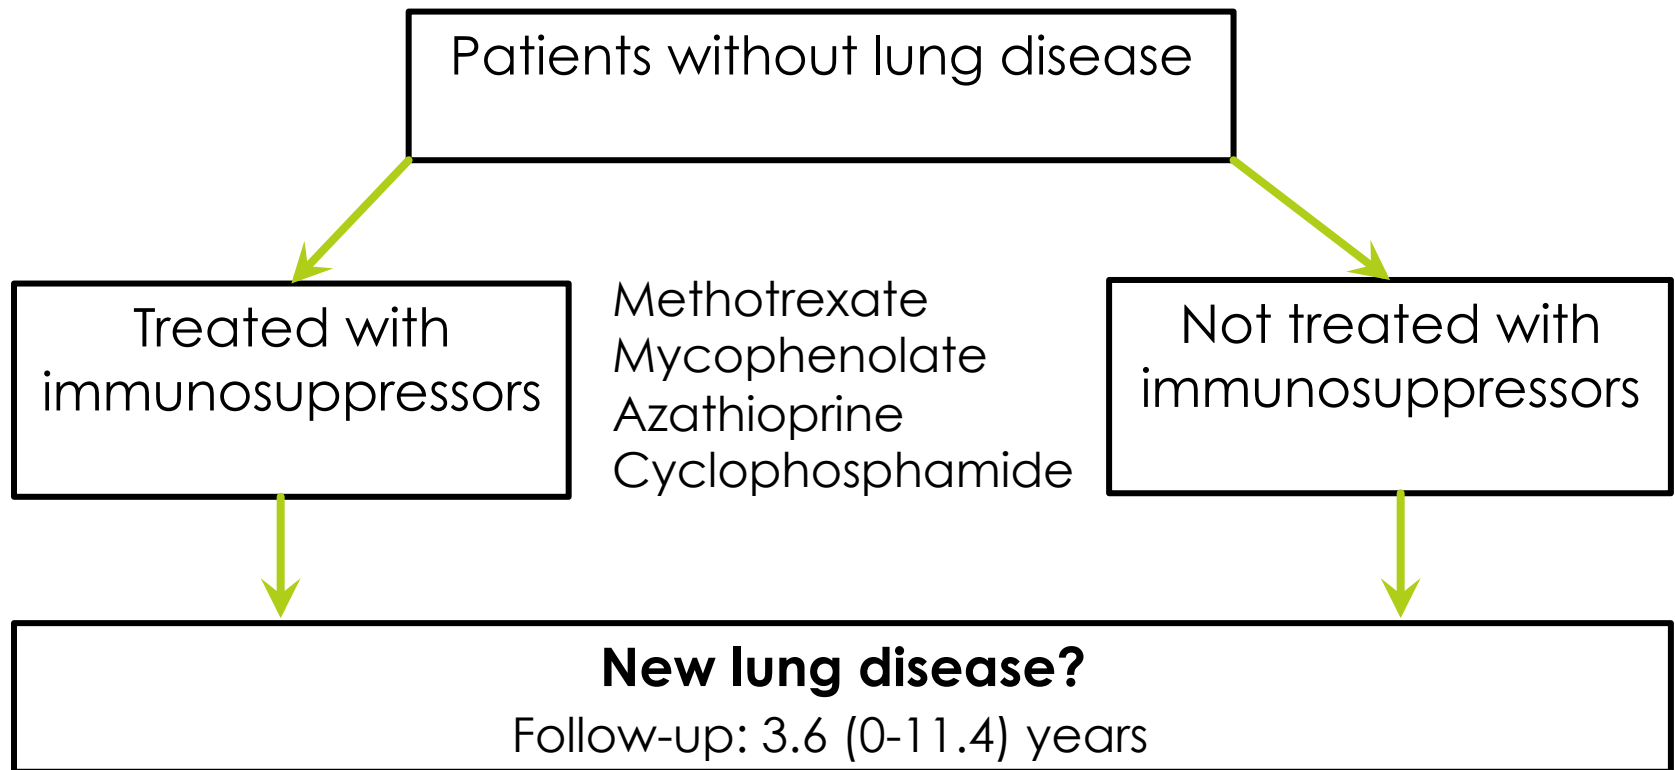 Patients without lung disease
Treated with
immunosuppressors
Methotrexate
Mycophenolate
Azathioprine
Cyclophosphamide
Not treated with
immunosuppressors
New lung disease?
Follow-up: 3.6 (0-11.4) years